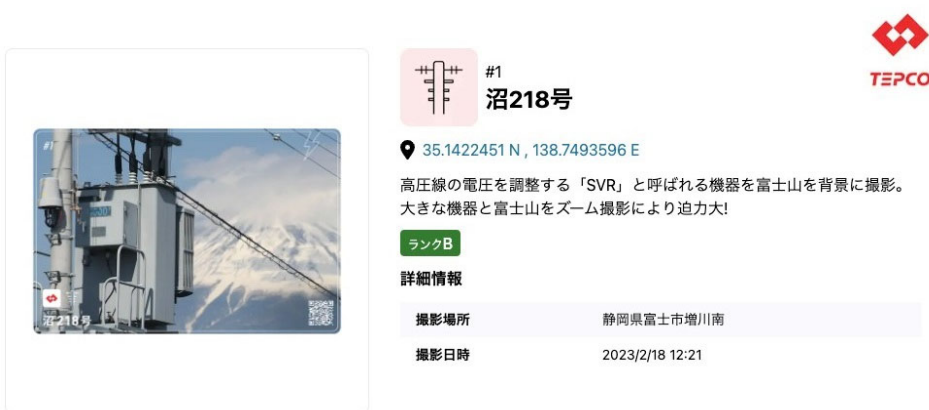 TEPCO
#1
沼218号
#1
沼218号
35.1422451 N , 138.7493596 E
高圧線の電圧を調整する「SVR」と呼ばれる機器を富士山を背景に撮影。
大きな機器と富士山をズーム撮影により迫力大!
ランクB
詳細情報
撮影場所 静岡県富士市増川南
撮影日時 2023/2/18 12:21